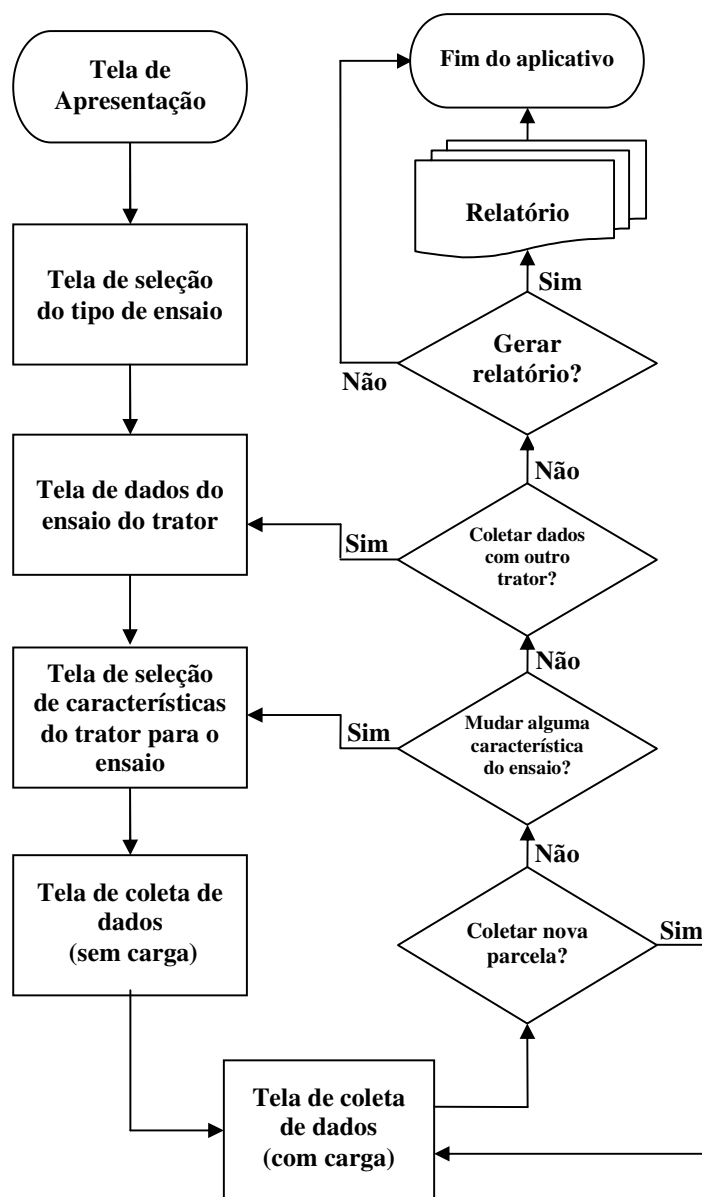 Tela de
Apresentação
Tela de seleção
do tipo de ensaio
Tela de dados do
ensaio do trator
Tela de seleção
de características
do trator para o
ensaio
Tela de coleta de
dados
(sem carga)
Tela de coleta
de dados
(com carga)
Coletar nova
parcela?
Sim
Não
Mudar alguma
característica
do ensaio?
Sim
Não
Coletar dados
com outro
trator?
Sim
Não
Gerar
relatório?
Não
Sim
Relatório
Fim do aplicativo